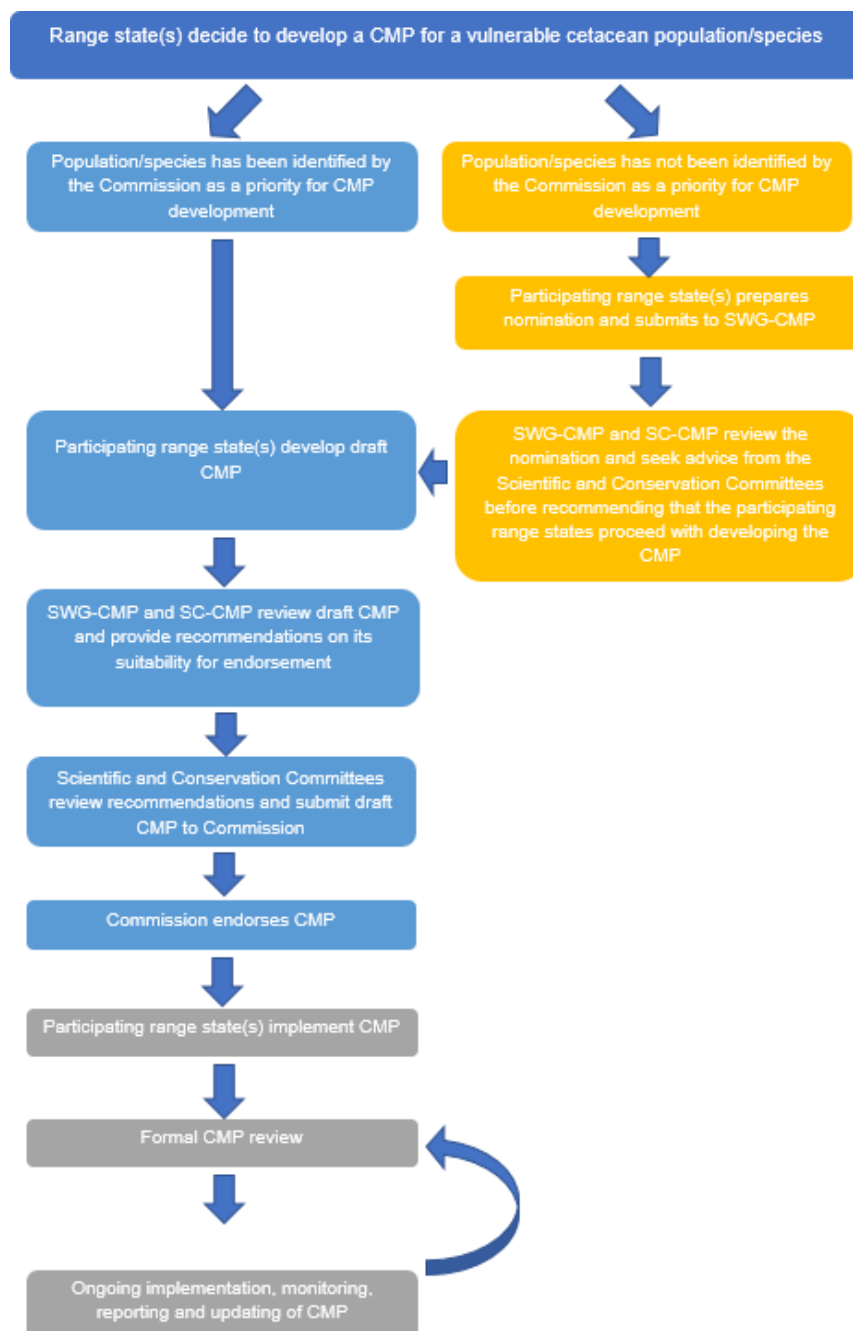 Range state(s) decide to develop a CMP for a vulnerable cetacean population/species
Population/species has been identified by
the Commission as a priority for CMP
development
Population/species has not been identified by
the Commission as a priority for CMP
development
Participating range state(s) prepares
nomination and submits to SWG-CMP
SWG-CMP and SC-CMP review the
nomination and seek advice from the
Scientific and Conservation Committees
before recommending that the participating
range states proceed with developing the
CMP
Participating range state(s) develop draft
CMP
SWG-CMP and SC-CMP review draft CMP
and provide recommendations on its
suitability for endorsement
Scientific and Conservation Committees
review recommendations and submit draft
CMP to Commission
Commission endorses CMP
Participating range state(s) implement CMP
Formal CMP review
Ongoing implementation, monitoring,
reporting and updating of CMP